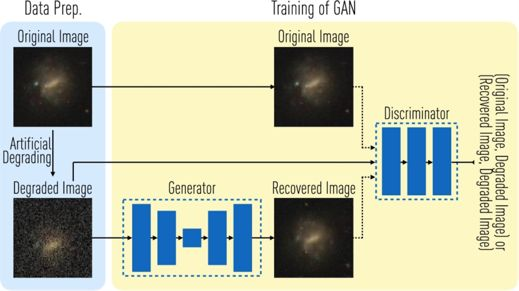 Data Prep.
Training of GAN
Original Image
Original Image
Artificial
Degrading
Degraded Image
Generator
Recovered Image
Discriminator
(Original Image, Degraded Image) or
(Recovered Image, Degraded Image)